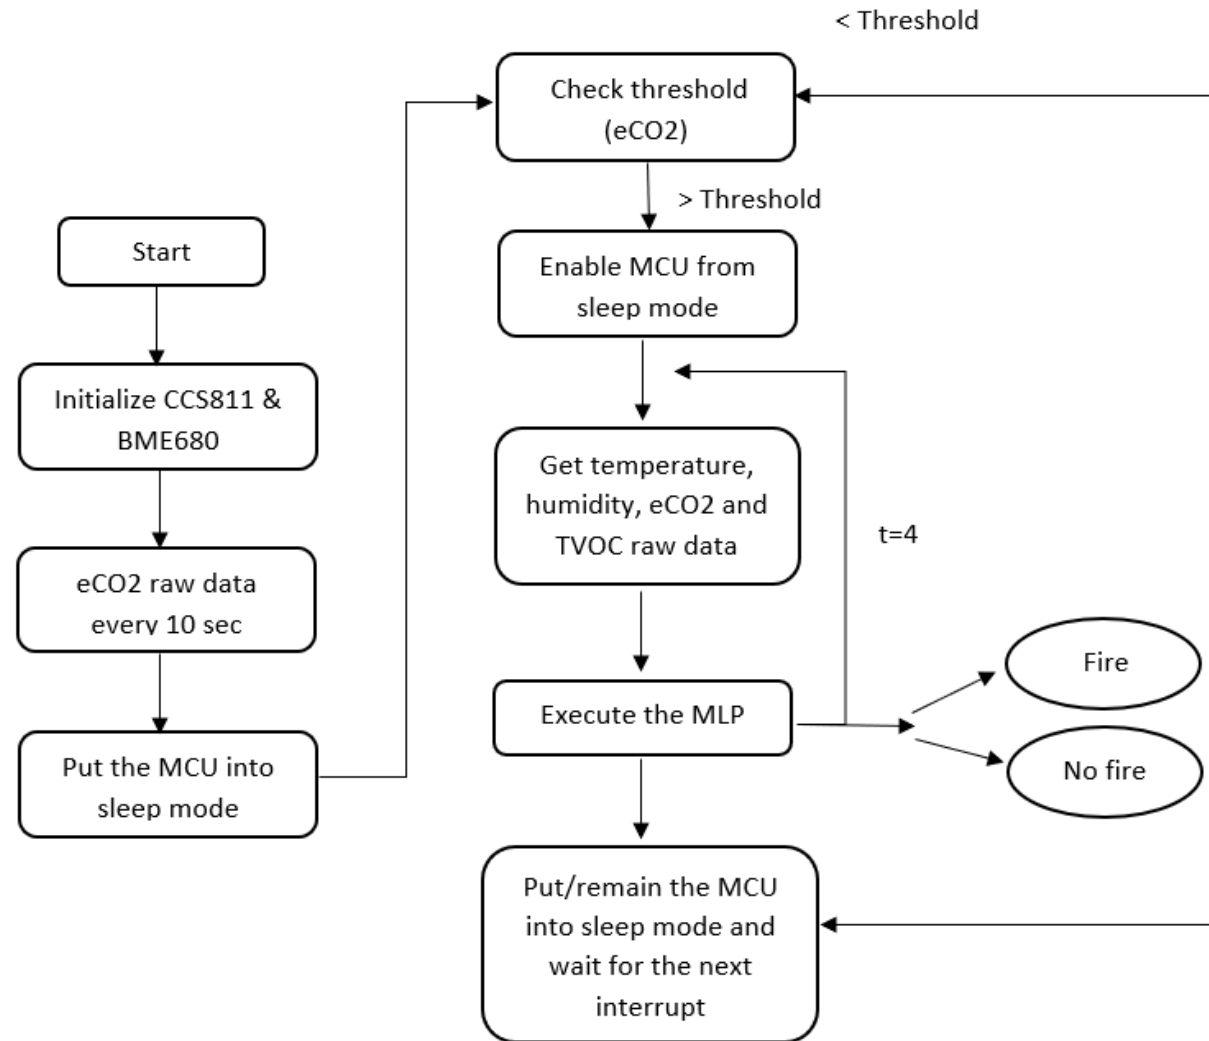 Start
Initialize CCS811 &
BME680
eCO2 raw data
every 10 sec
Put the MCU into
sleep mode
< Threshold
Check threshold
(eCO2)
> Threshold
Enable MCU from
sleep mode
Get temperature,
humidity, eCO2 and
TVOC raw data
t=4
Execute the MLP
Fire
No fire
Put/remain the MCU
into sleep mode and
wait for the next
interrupt